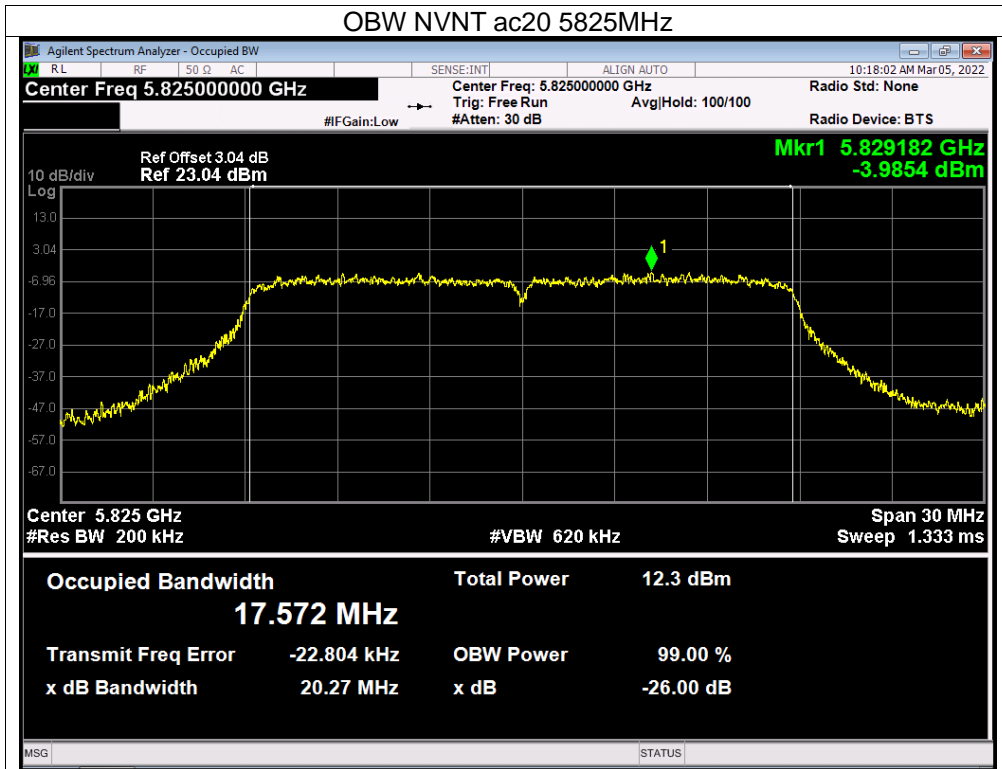 OBW NVNT ac20 5825MHz
Agilent Spectrum Analyzer - Occupied BW
LXI RL RF 50 Ω AC SENSE:INT ALIGN AUTO 10:18:02 AM Mar 05, 2022
Center Freq 5.825000000 GHz Center Freq: 5.825000000 GHz Radio Std: None
Trig: Free Run Avg|Hold: 100/100
#IFGain:Low #Atten: 30 dB Radio Device: BTS
Ref Offset 3.04 dB Mkr1 5.829182 GHz
10 dB/div Ref 23.04 dBm -3.9854 dBm
Log
13.0
1
3.04
-6.96
-17.0
-27.0
-37.0
-47.0
-57.0
-67.0
Center 5.825 GHz Span 30 MHz
#Res BW 200 kHz #VBW 620 kHz Sweep 1.333 ms
Occupied Bandwidth Total Power 12.3 dBm
17.572 MHz
Transmit Freq Error -22.804 kHz OBW Power 99.00 %
x dB Bandwidth 20.27 MHz x dB -26.00 dB
MSG STATUS